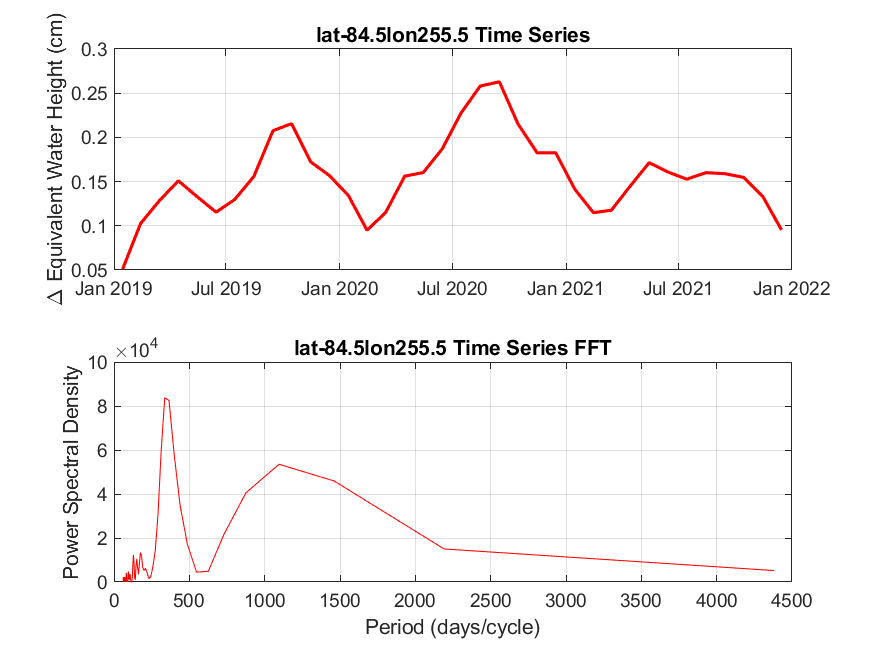 lat-84.5lon255.5 Time Series
Δ Equivalent Water Height (cm)
0.3
0.25
0.2
0.15
0.1
0.05
Jan 2019 Jul 2019 Jan 2020 Jul 2020 Jan 2021 Jul 2021 Jan 2022
lat-84.5lon255.5 Time Series FFT
×10⁴
Power Spectral Density
10
8
6
4
2
0
0 500 1000 1500 2000 2500 3000 3500 4000 4500
Period (days/cycle)